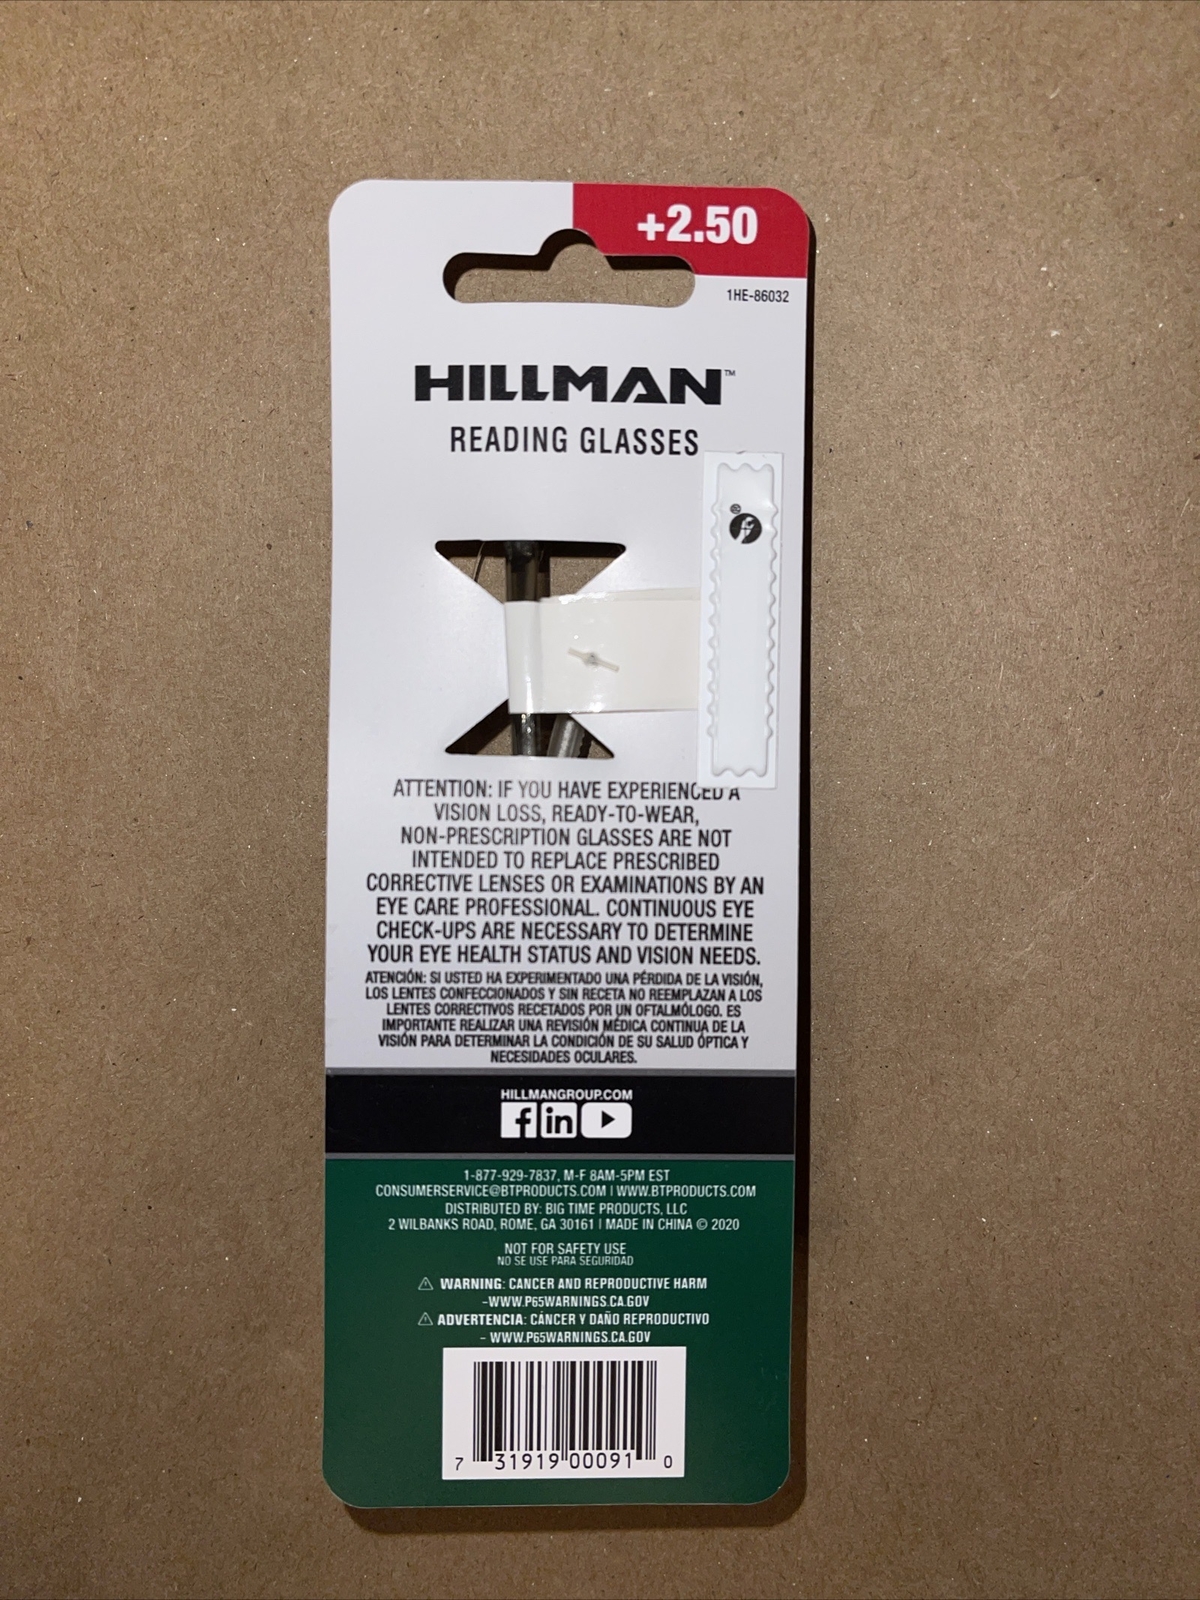 +2.50
1HE-86032
HILLMAN™
READING GLASSES
ATTENTION: IF YOU HAVE EXPERIENCED A
VISION LOSS, READY-TO-WEAR,
NON-PRESCRIPTION GLASSES ARE NOT
INTENDED TO REPLACE PRESCRIBED
CORRECTIVE LENSES OR EXAMINATIONS BY AN
EYE CARE PROFESSIONAL. CONTINUOUS EYE
CHECK-UPS ARE NECESSARY TO DETERMINE
YOUR EYE HEALTH STATUS AND VISION NEEDS.
ATENCIÓN: SI USTED HA EXPERIMENTADO UNA PÉRDIDA DE LA VISIÓN,
LOS LENTES CONFECCIONADOS Y SIN RECETA NO REEMPLAZAN A LOS
LENTES CORRECTIVOS RECETADOS POR UN OFTALMÓLOGO. ES
IMPORTANTE REALIZAR UNA REVISIÓN MÉDICA CONTINUA DE LA
VISIÓN PARA DETERMINAR LA CONDICIÓN DE SU SALUD ÓPTICA Y
NECESIDADES OCULARES.
HILLMANGROUP.COM
f in
1-877-929-7837, M-F 8AM-5PM EST
CONSUMERSERVICE@BTPRODUCTS.COM | WWW.BTPRODUCTS.COM
DISTRIBUTED BY: BIG TIME PRODUCTS, LLC
2 WILBANKS ROAD, ROME, GA 30161 | MADE IN CHINA © 2020
NOT FOR SAFETY USE
NO SE USE PARA SEGURIDAD
⚠ WARNING: CANCER AND REPRODUCTIVE HARM
-WWW.P65WARNINGS.CA.GOV
⚠ ADVERTENCIA: CÁNCER Y DAÑO REPRODUCTIVO
- WWW.P65WARNINGS.CA.GOV
7 31919 00091 0